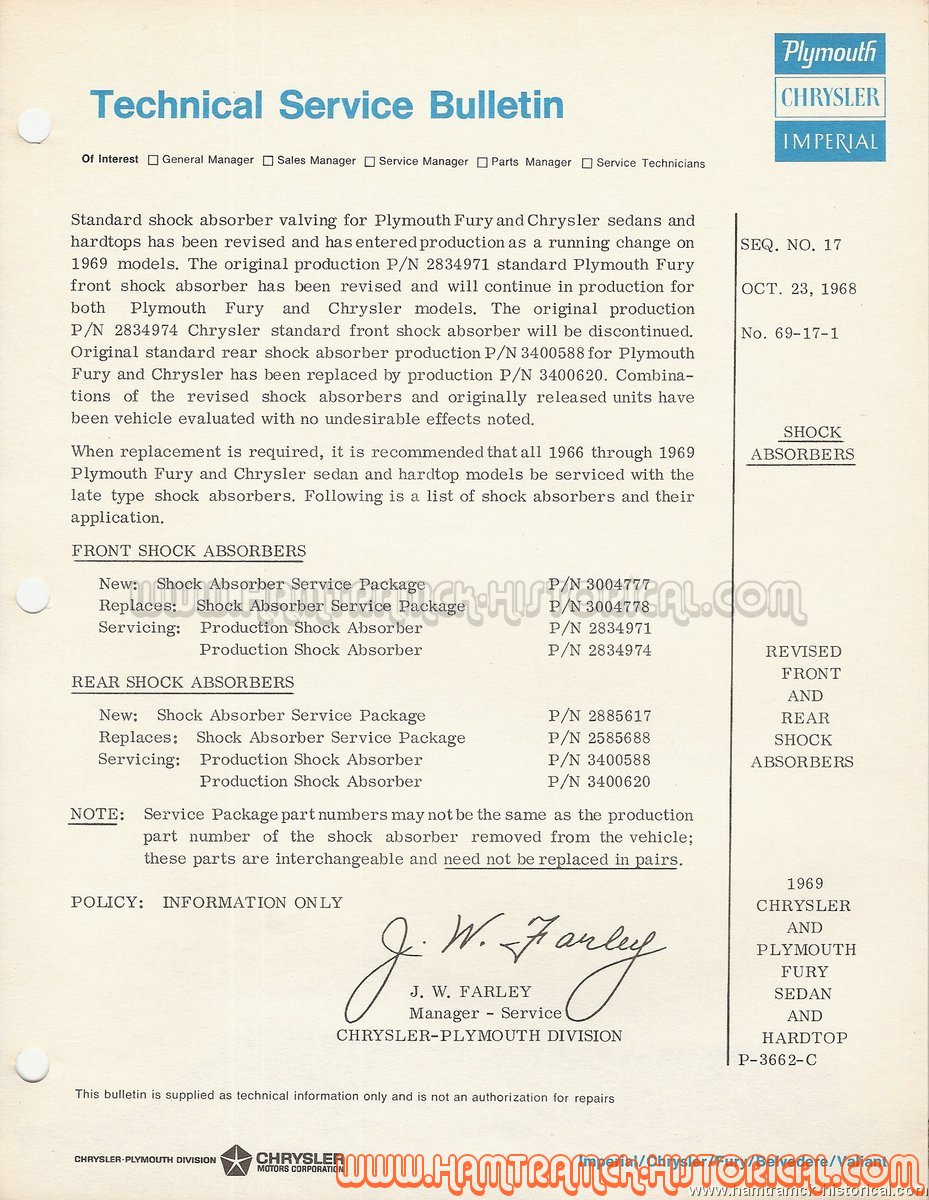 Plymouth
CHRYSLER
IMPERIAL
Technical Service Bulletin
Of Interest ☐ General Manager ☐ Sales Manager ☐ Service Manager ☐ Parts Manager ☐ Service Technicians
Standard shock absorber valving for Plymouth Fury and Chrysler sedans and
hardtops has been revised and has entered production as a running change on
1969 models. The original production P/N 2834971 standard Plymouth Fury
front shock absorber has been revised and will continue in production for
both Plymouth Fury and Chrysler models. The original production
P/N 2834974 Chrysler standard front shock absorber will be discontinued.
Original standard rear shock absorber production P/N 3400588 for Plymouth
Fury and Chrysler has been replaced by production P/N 3400620. Combina-
tions of the revised shock absorbers and originally released units have
been vehicle evaluated with no undesirable effects noted.
When replacement is required, it is recommended that all 1966 through 1969
Plymouth Fury and Chrysler sedan and hardtop models be serviced with the
late type shock absorbers. Following is a list of shock absorbers and their
application.
FRONT SHOCK ABSORBERS
New: Shock Absorber Service Package P/N 3004777
Replaces: Shock Absorber Service Package P/N 3004778
Servicing: Production Shock Absorber P/N 2834971
Production Shock Absorber P/N 2834974
www.Hamtramck-Historical.com
REAR SHOCK ABSORBERS
New: Shock Absorber Service Package P/N 2885617
Replaces: Shock Absorber Service Package P/N 2585688
Servicing: Production Shock Absorber P/N 3400588
Production Shock Absorber P/N 3400620
NOTE: Service Package part numbers may not be the same as the production
part number of the shock absorber removed from the vehicle;
these parts are interchangeable and need not be replaced in pairs.
POLICY: INFORMATION ONLY
J. W. Farley
J. W. FARLEY
Manager - Service
CHRYSLER-PLYMOUTH DIVISION
SEQ. NO. 17
OCT. 23, 1968
No. 69-17-1
SHOCK
ABSORBERS
REVISED
FRONT
AND
REAR
SHOCK
ABSORBERS
1969
CHRYSLER
AND
PLYMOUTH
FURY
SEDAN
AND
HARDTOP
P-3662-C
This bulletin is supplied as technical information only and is not an authorization for repairs
CHRYSLER-PLYMOUTH DIVISION CHRYSLER
MOTORS CORPORATION
Imperial/Chrysler/Fury/Belvedere/Valiant
www.Hamtramck-Historical.com
www.hamtramck-historical.com